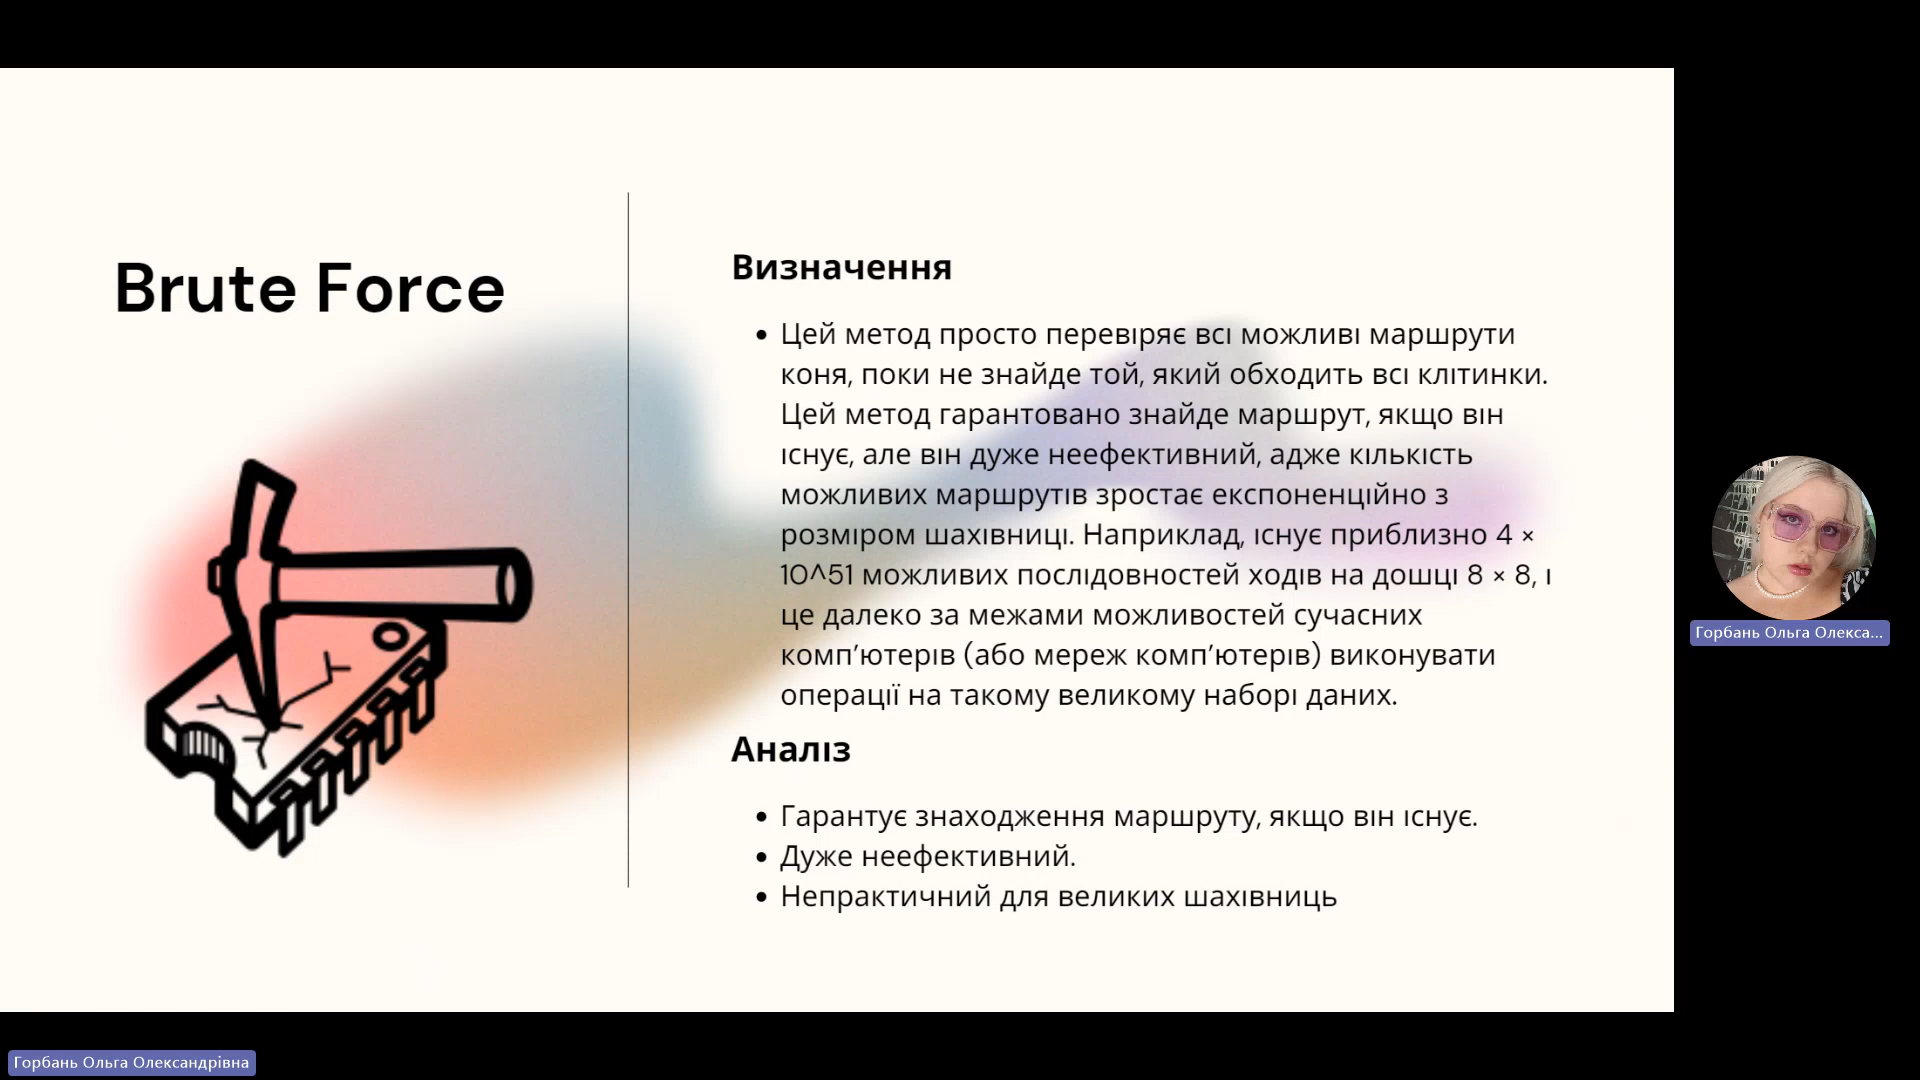 Brute Force
Визначення
• Цей метод просто перевіряє всі можливі маршрути
коня, поки не знайде той, який обходить всі клітинки.
Цей метод гарантовано знайде маршрут, якщо він
існує, але він дуже неефективний, адже кількість
можливих маршрутів зростає експоненційно з
розміром шахівниці. Наприклад, існує приблизно 4 ×
10^51 можливих послідовностей ходів на дошці 8 × 8, і
це далеко за межами можливостей сучасних
комп’ютерів (або мереж комп’ютерів) виконувати
операції на такому великому наборі даних.
Аналіз
• Гарантує знаходження маршруту, якщо він існує.
• Дуже неефективний.
• Непрактичний для великих шахівниць
Горбань Ольга Олекса...
Горбань Ольга Олександрівна